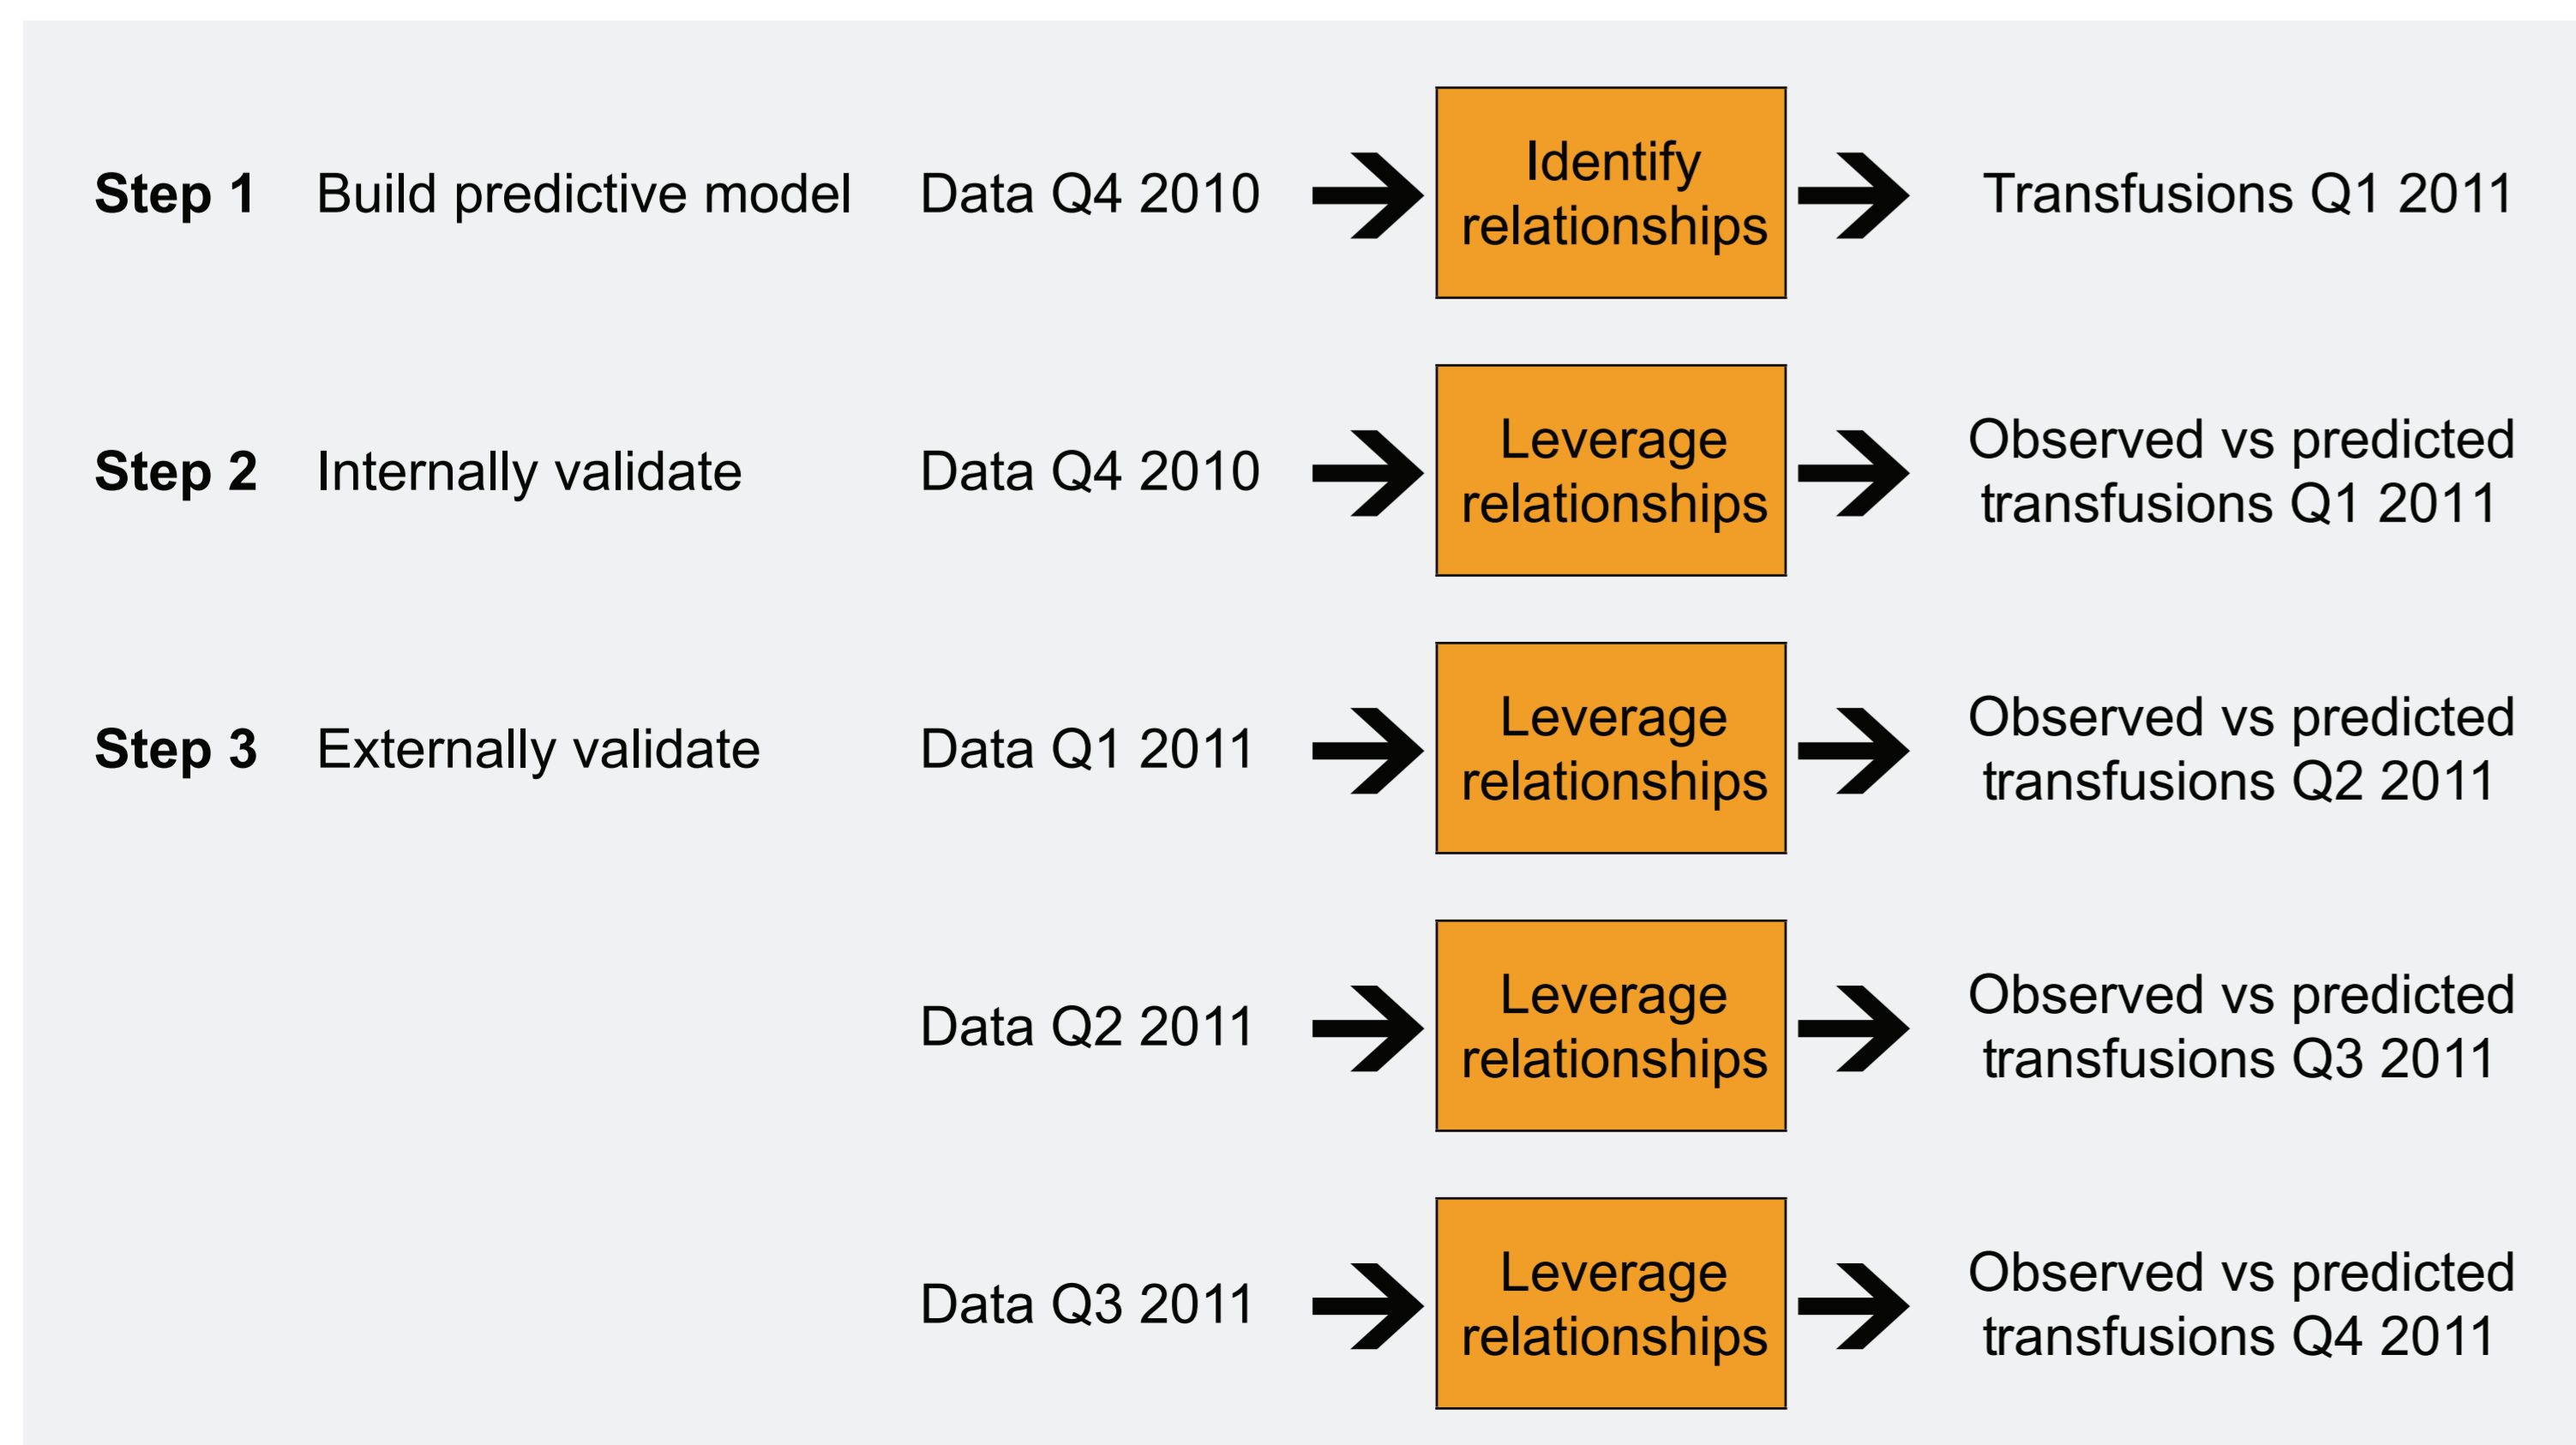 Step 1 Build predictive model Data Q4 2010
Identify
relationships
Transfusions Q1 2011
Step 2 Internally validate Data Q4 2010
Leverage
relationships
Observed vs predicted
transfusions Q1 2011
Step 3 Externally validate Data Q1 2011
Leverage
relationships
Observed vs predicted
transfusions Q2 2011
Data Q2 2011
Leverage
relationships
Observed vs predicted
transfusions Q3 2011
Data Q3 2011
Leverage
relationships
Observed vs predicted
transfusions Q4 2011